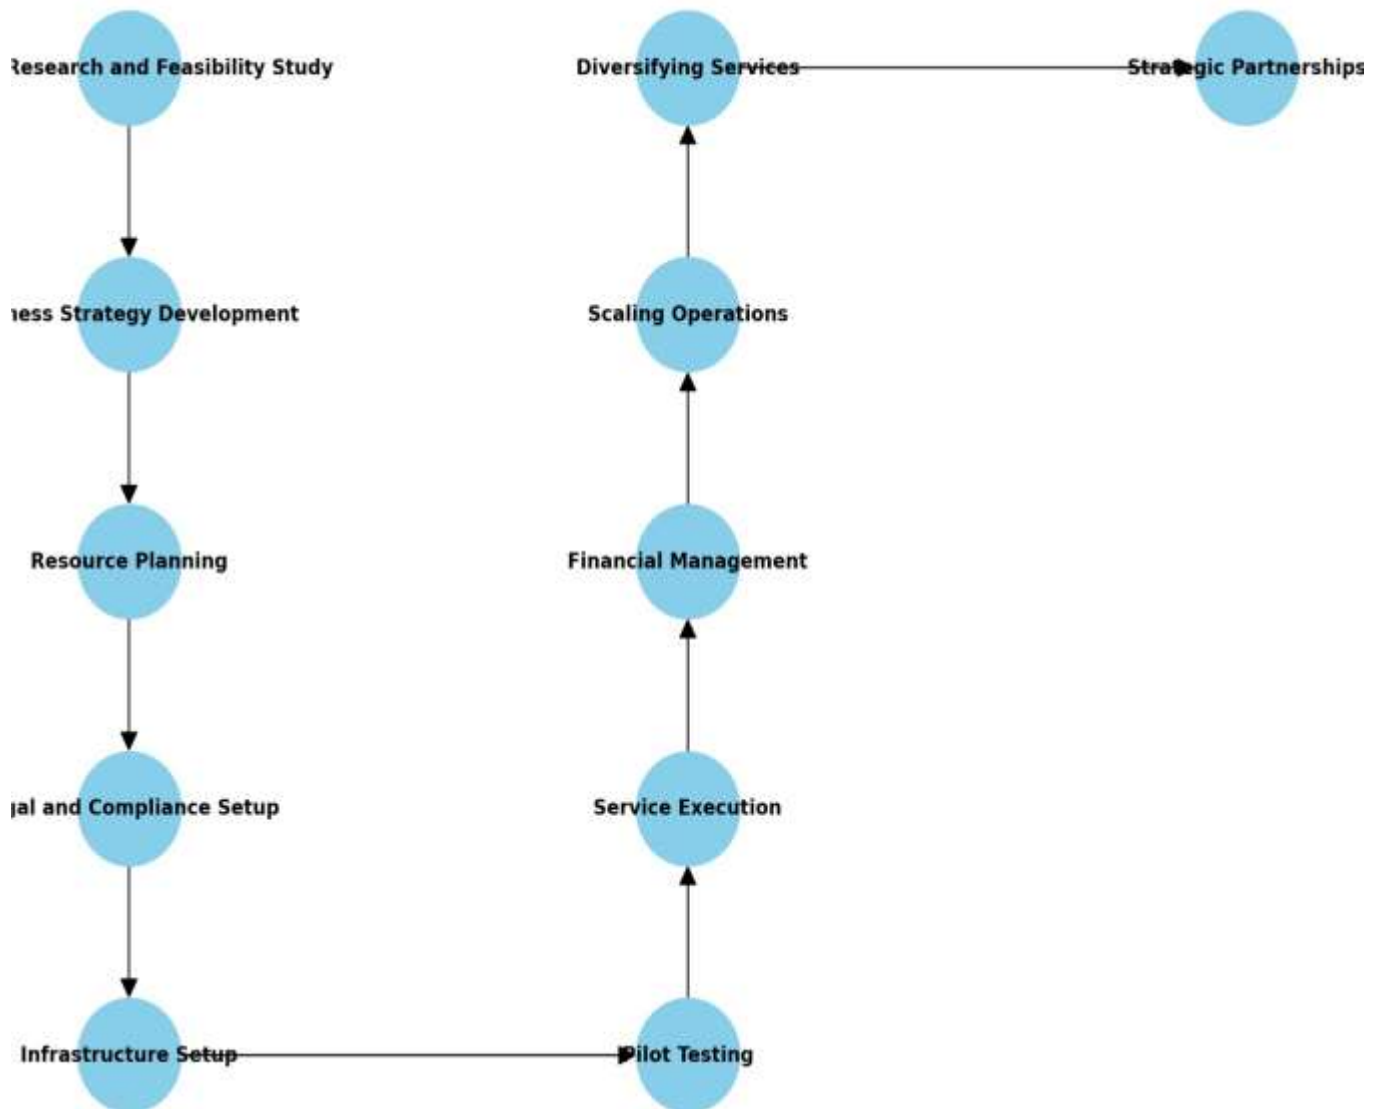 Research and Feasibility Study
Strategy Development
Resource Planning
and Compliance Setup
Infrastructure Setup
Pilot Testing
Service Execution
Financial Management
Scaling Operations
Diversifying Services
Strategic Partnerships